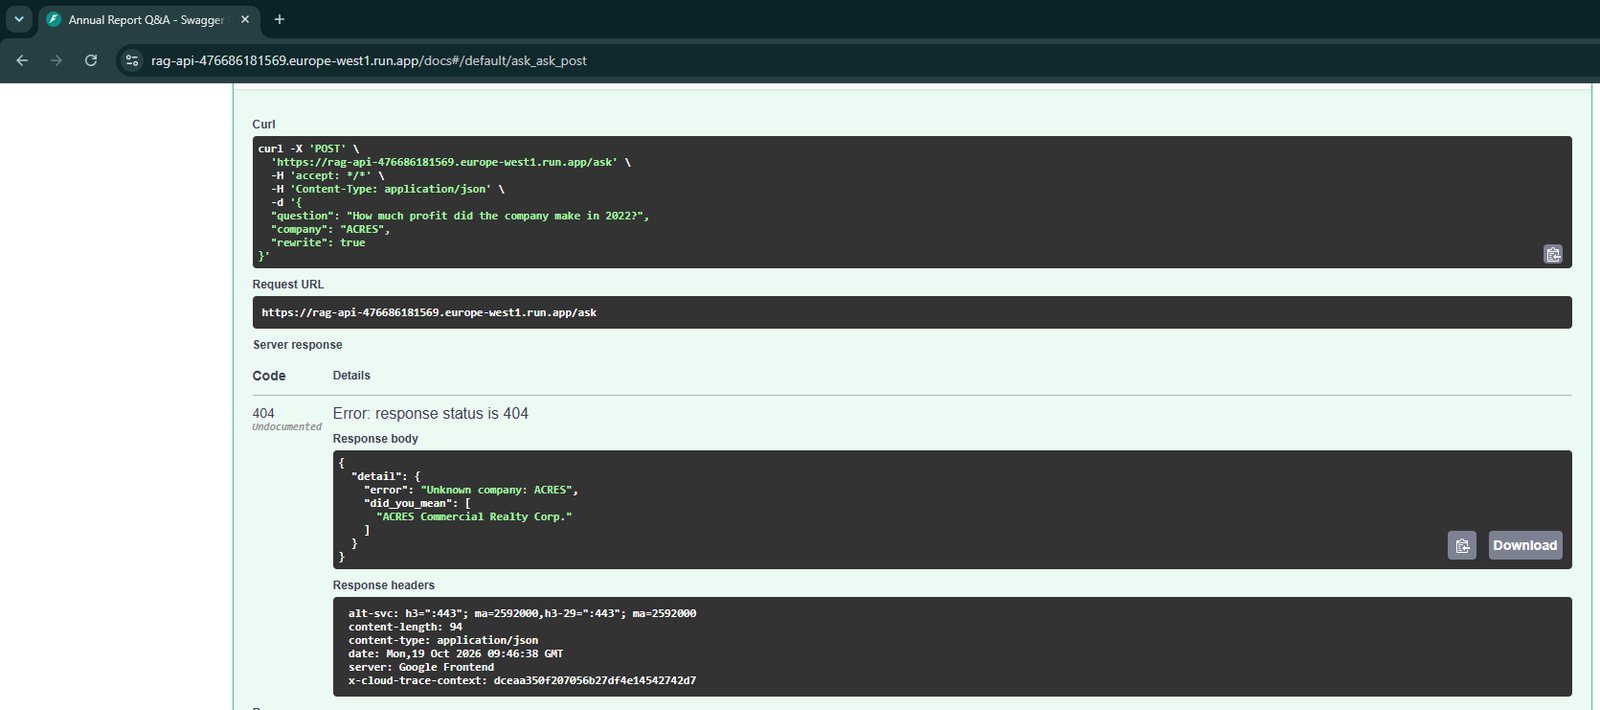 Annual Report Q&A - Swagger
rag-api-476686181569.europe-west1.run.app/docs#/default/ask_ask_post
Curl
curl -X 'POST' \
'https://rag-api-476686181569.europe-west1.run.app/ask' \
-H 'accept: */*' \
-H 'Content-Type: application/json' \
-d '{
"question": "How much profit did the company make in 2022?",
"company": "ACRES",
"rewrite": true
}'
Request URL
https://rag-api-476686181569.europe-west1.run.app/ask
Server response
Code Details
404 Error: response status is 404
Undocumented
Response body
{
"detail": {
"error": "Unknown company: ACRES",
"did_you_mean": [
"ACRES Commercial Realty Corp."
]
}
}
Download
Response headers
alt-svc: h3=":443"; ma=2592000,h3-29=":443"; ma=2592000
content-length: 94
content-type: application/json
date: Mon,19 Oct 2026 09:46:38 GMT
server: Google Frontend
x-cloud-trace-context: dceaa350f207056b27df4e14542742d7